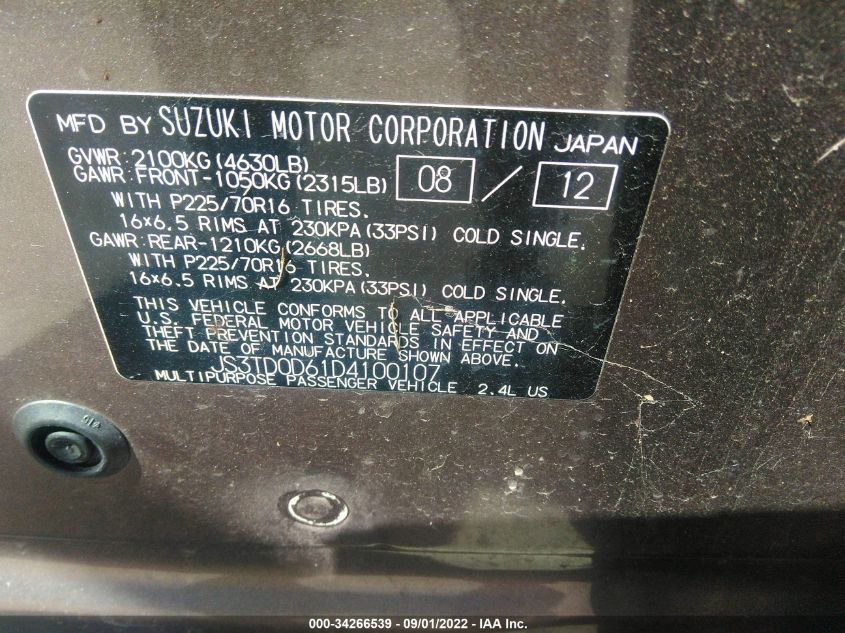 MFD BY SUZUKI MOTOR CORPORATION JAPAN
GVWR:2100KG(4630LB)
GAWR:FRONT-1050KG(2315LB) 08 / 12
WITH P225/70R16 TIRES.
16×6.5 RIMS AT 230KPA(33PSI) COLD SINGLE.
GAWR:REAR-1210KG(2668LB)
WITH P225/70R16 TIRES.
16×6.5 RIMS AT 230KPA(33PSI) COLD SINGLE.
THIS VEHICLE CONFORMS TO ALL APPLICABLE
U.S. FEDERAL MOTOR VEHICLE SAFETY AND
THEFT PREVENTION STANDARDS IN EFFECT ON
THE DATE OF MANUFACTURE SHOWN ABOVE.
JS3TD0D61D4100107
MULTIPURPOSE PASSENGER VEHICLE 2.4L US
000-34266539 - 09/01/2022 - IAA Inc.